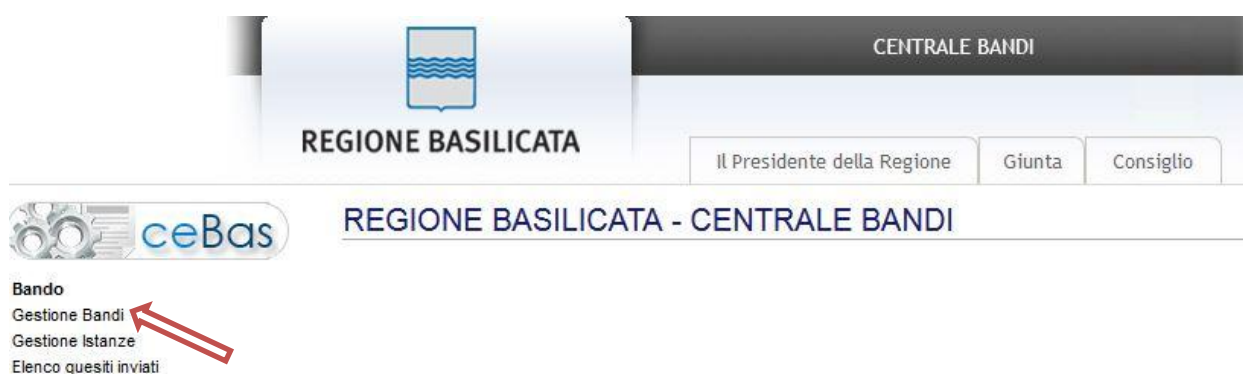 CENTRALE BANDI
REGIONE BASILICATA
Il Presidente della Regione
Giunta
Consiglio
ceBas
REGIONE BASILICATA - CENTRALE BANDI
Bando
Gestione Bandi
Gestione Istanze
Elenco quesiti inviati